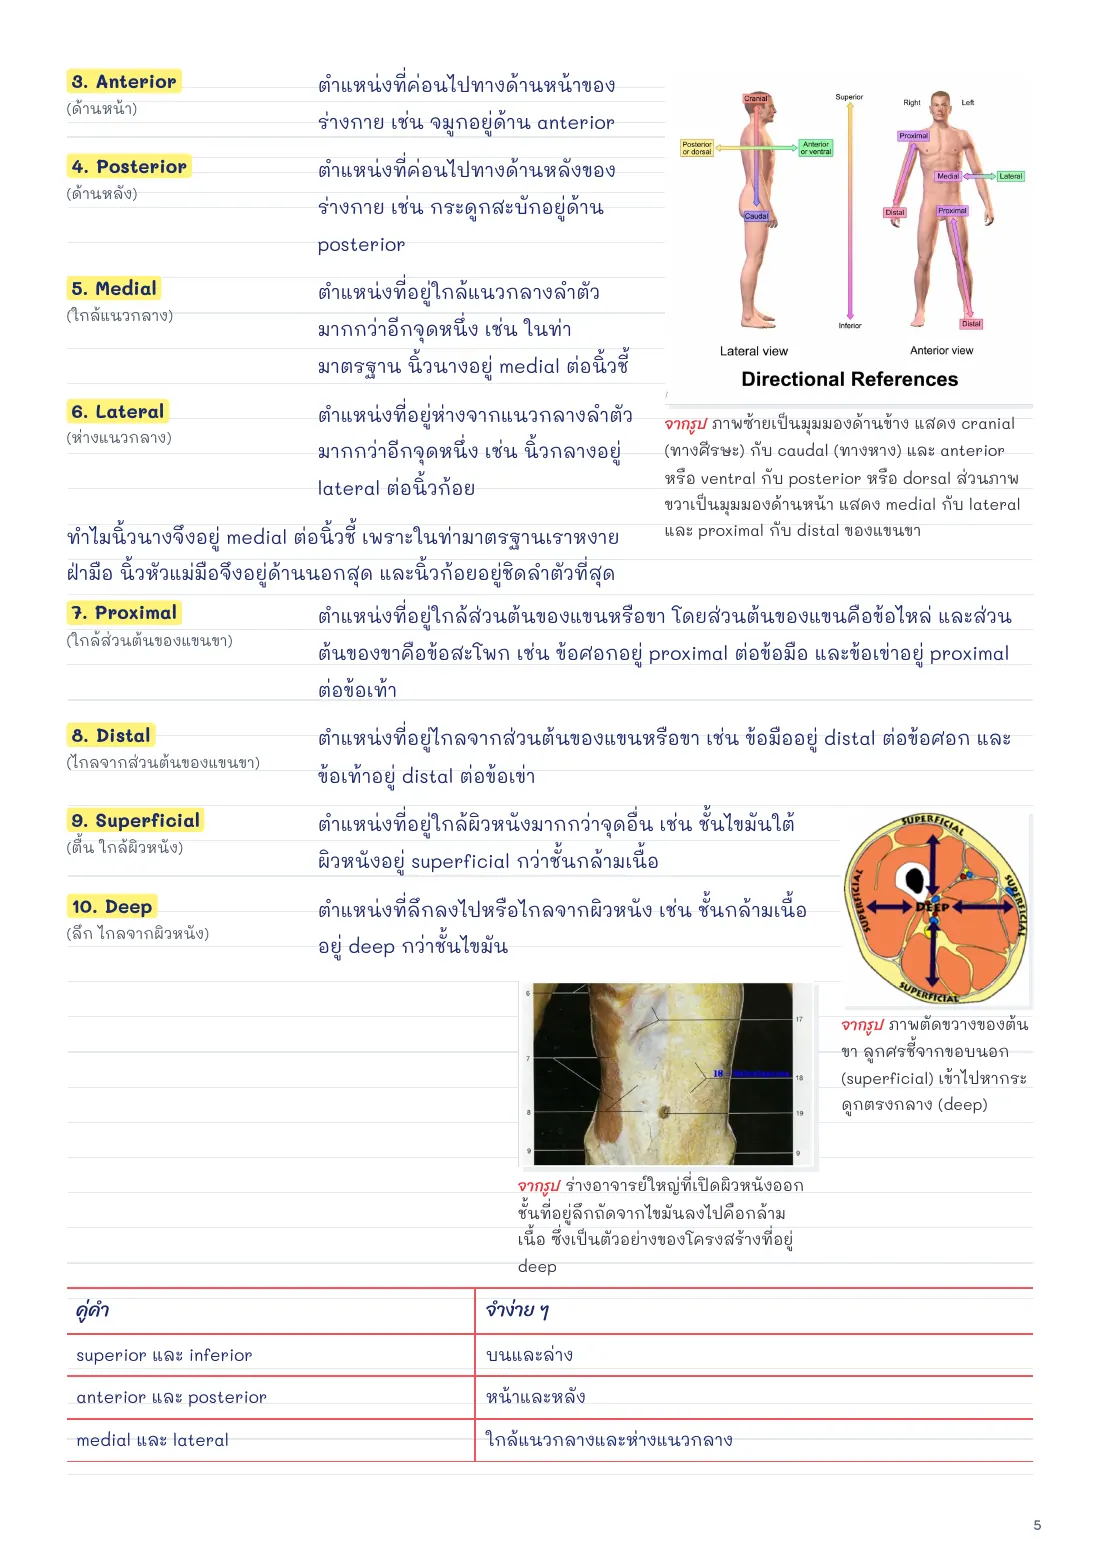 3. Anterior
(ด้านหน้า)
ตำแหน่งที่ค่อนไปทางด้านหน้าของ
ร่างกาย เช่น จมูกอยู่ด้าน anterior
4. Posterior
(ด้านหลัง)
ตำแหน่งที่ค่อนไปทางด้านหลังของ
ร่างกาย เช่น กระดูกสะบักอยู่ด้าน
posterior
5. Medial
(ใกล้แนวกลาง)
ตำแหน่งที่อยู่ใกล้แนวกลางลำตัว
มากกว่าอีกจุดหนึ่ง เช่น ในท่า
มาตรฐาน นิ้วนางอยู่ medial ต่อนิ้วชี้
6. Lateral
(ห่างแนวกลาง)
ตำแหน่งที่อยู่ห่างจากแนวกลางลำตัว
มากกว่าอีกจุดหนึ่ง เช่น นิ้วกลางอยู่
lateral ต่อนิ้วก้อย
Cranial
Superior
Right
Left
Posterior
or dorsal
Anterior
or ventral
Proximal
Medial
Lateral
Caudal
Distal
Proximal
Inferior
Distal
Lateral view
Anterior view
Directional References
จากรูป ภาพซ้ายเป็นมุมมองด้านข้าง แสดง cranial
(ทางศีรษะ) กับ caudal (ทางหาง) และ anterior
หรือ ventral กับ posterior หรือ dorsal ส่วนภาพ
ขวาเป็นมุมมองด้านหน้า แสดง medial กับ lateral
และ proximal กับ distal ของแขนขา
ทำไมนิ้วนางจึงอยู่ medial ต่อนิ้วชี้ เพราะในท่ามาตรฐานเราหงาย
ฝ่ามือ นิ้วหัวแม่มือจึงอยู่ด้านนอกสุด และนิ้วก้อยอยู่ชิดลำตัวที่สุด
7. Proximal
(ใกล้ส่วนต้นของแขนขา)
ตำแหน่งที่อยู่ใกล้ส่วนต้นของแขนหรือขา โดยส่วนต้นของแขนคือข้อไหล่ และส่วน
ต้นของขาคือข้อสะโพก เช่น ข้อศอกอยู่ proximal ต่อข้อมือ และข้อเข่าอยู่ proximal
ต่อข้อเท้า
8. Distal
(ไกลจากส่วนต้นของแขนขา)
ตำแหน่งที่อยู่ไกลจากส่วนต้นของแขนหรือขา เช่น ข้อมืออยู่ distal ต่อข้อศอก และ
ข้อเท้าอยู่ distal ต่อข้อเข่า
9. Superficial
(ตื้น ใกล้ผิวหนัง)
ตำแหน่งที่อยู่ใกล้ผิวหนังมากกว่าจุดอื่น เช่น ชั้นไขมันใต้
ผิวหนังอยู่ superficial กว่าชั้นกล้ามเนื้อ
10. Deep
(ลึก ไกลจากผิวหนัง)
ตำแหน่งที่ลึกลงไปหรือไกลจากผิวหนัง เช่น ชั้นกล้ามเนื้อ
อยู่ deep กว่าชั้นไขมัน
SUPERFICIAL
SUPERFICIAL
DEEP
SUPERFICIAL
SUPERFICIAL
จากรูป ภาพตัดขวางของต้น
ขา ลูกศรชี้จากขอบนอก
(superficial) เข้าไปหากระ
ดูกตรงกลาง (deep)
6
17
7
18
18
8
19
9
9
จากรูป ร่างอาจารย์ใหญ่ที่เปิดผิวหนังออก
ชั้นที่อยู่ลึกถัดจากไขมันลงไปคือกล้าม
เนื้อ ซึ่งเป็นตัวอย่างของโครงสร้างที่อยู่
deep
คู่คำ
จำง่าย ๆ
superior และ inferior
บนและล่าง
anterior และ posterior
หน้าและหลัง
medial และ lateral
ใกล้แนวกลางและห่างแนวกลาง
5